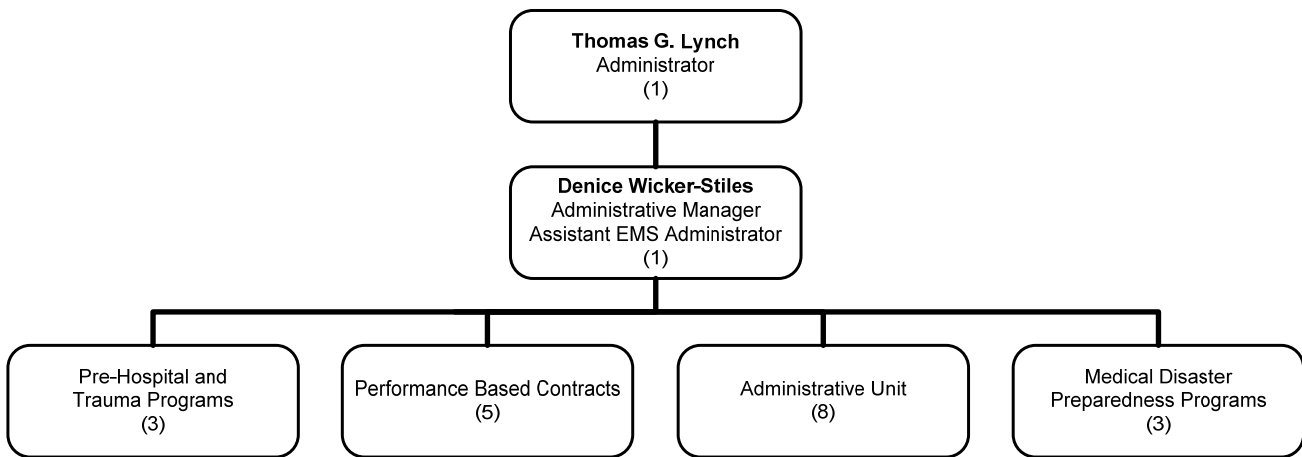 Thomas G. Lynch
Administrator
(1)
Denice Wicker-Stiles
Administrative Manager
Assistant EMS Administrator
(1)
Pre-Hospital and
Trauma Programs
(3)
Performance Based Contracts
(5)
Administrative Unit
(8)
Medical Disaster
Preparedness Programs
(3)